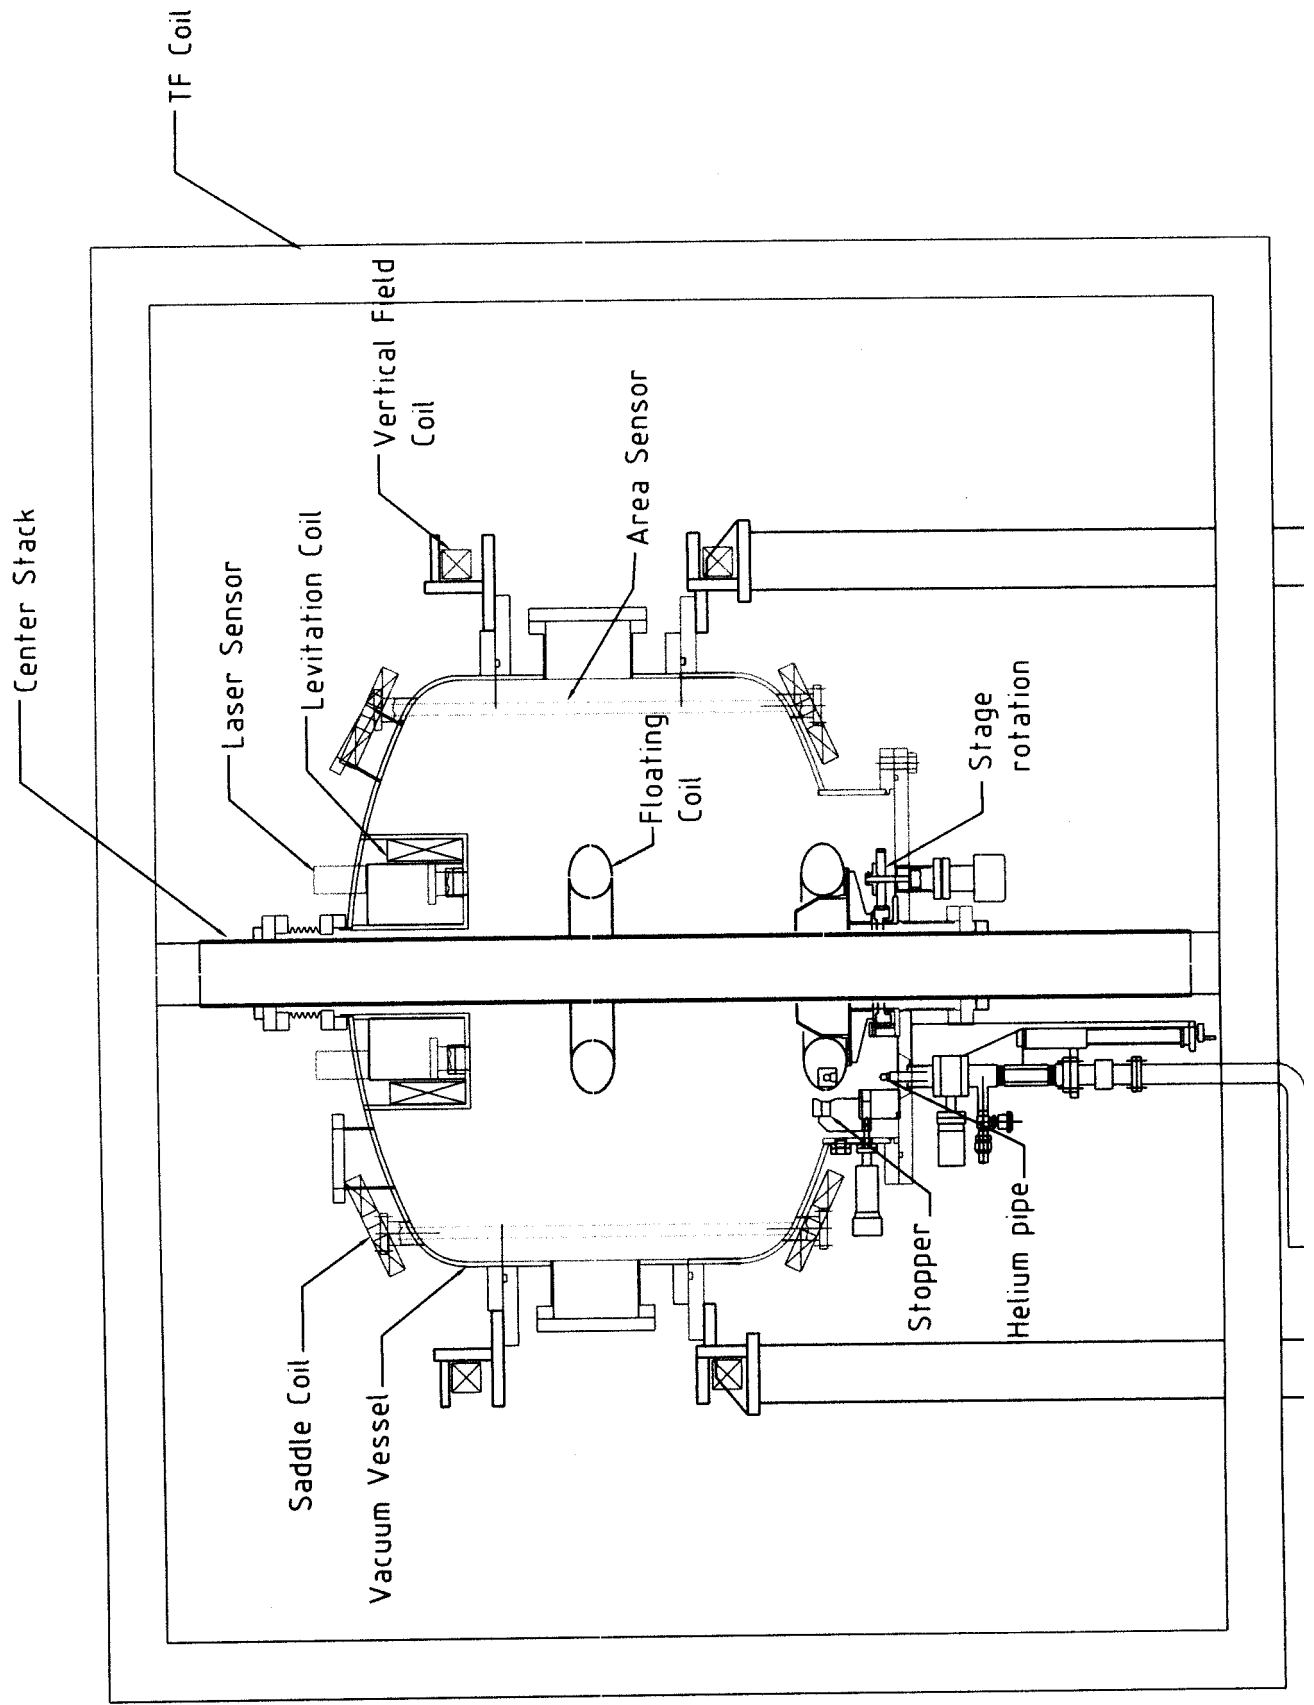 TF Coil
Center Stack
Laser Sensor
Levitation Coil
Vertical Field
Coil
Area Sensor
Floating
Coil
Stage
rotation
Saddle Coil
Vacuum Vessel
Stopper
Helium pipe